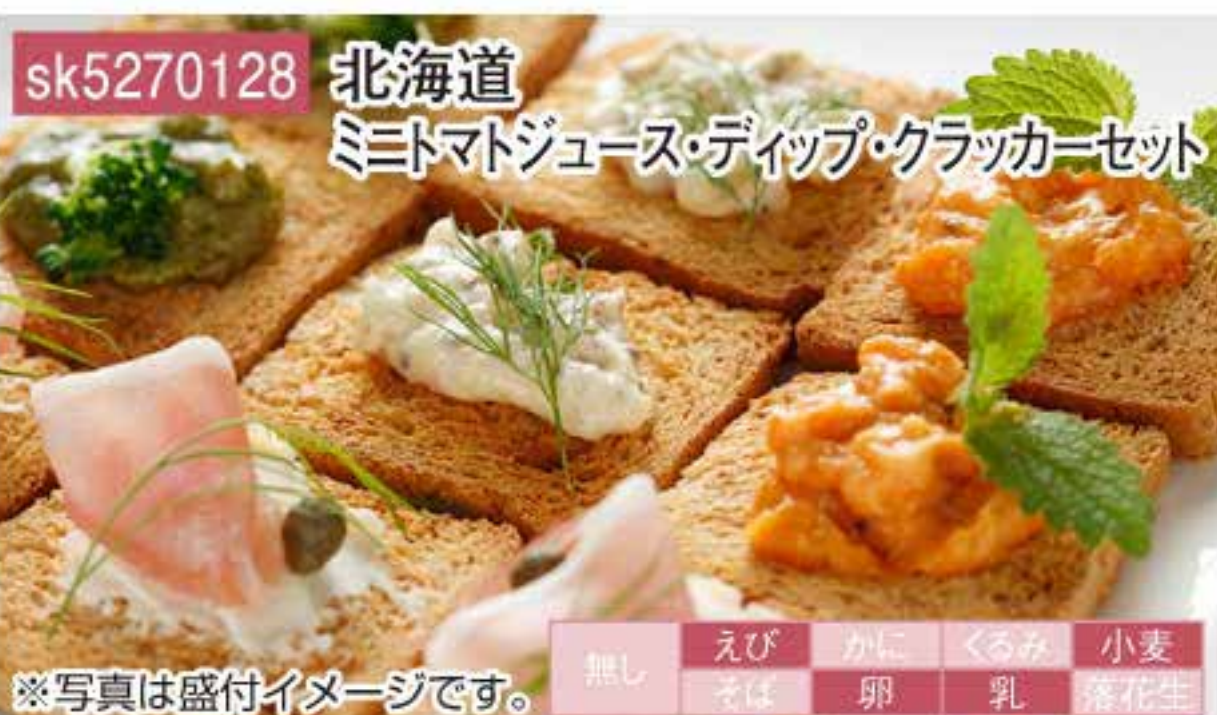 sk5270128
北海道
ミニトマトジュース・ディップ・クラッカーセット
※写真は盛付イメージです。
無し えび かに くるみ 小麦
そば 卵 乳 落花生